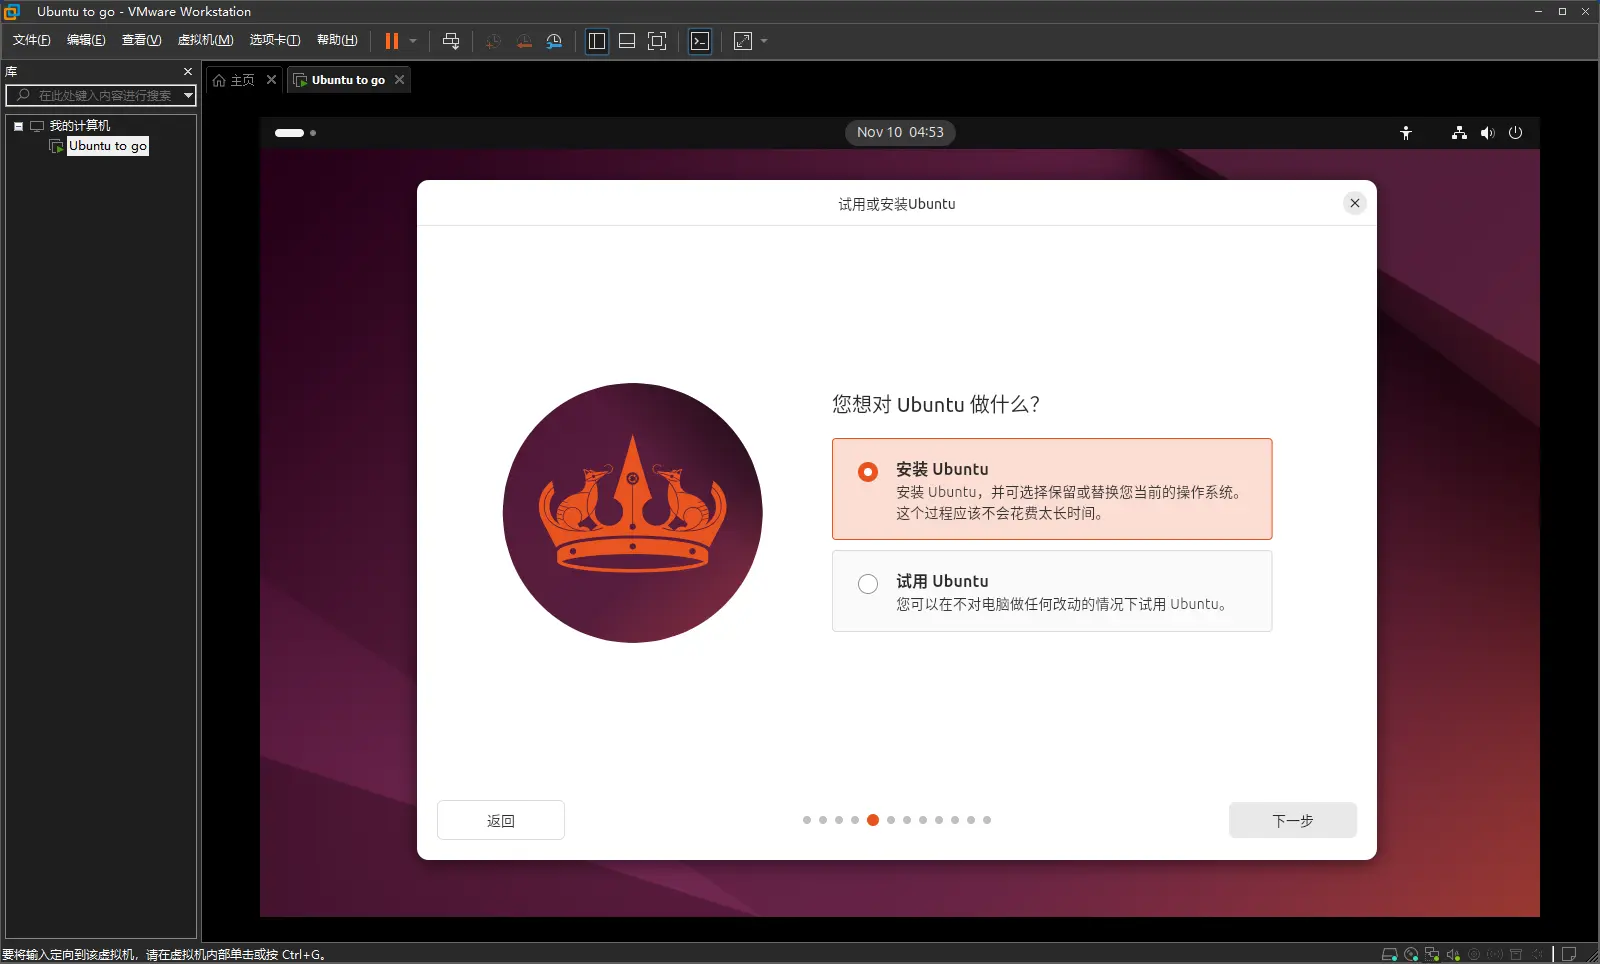 Ubuntu to go - VMware Workstation
文件(F) 编辑(E) 查看(V) 虚拟机(M) 选项卡(T) 帮助(H)
库
在此处键入内容进行搜索
我的计算机
Ubuntu to go
主页
Ubuntu to go
Nov 10 04:53
试用或安装Ubuntu
您想对 Ubuntu 做什么？
安装 Ubuntu
安装 Ubuntu，并可选择保留或替换您当前的操作系统。
这个过程应该不会花费太长时间。
试用 Ubuntu
您可以在不对电脑做任何改动的情况下试用 Ubuntu。
返回
下一步
要将输入定向到该虚拟机，请在虚拟机内部单击或按 Ctrl+G。